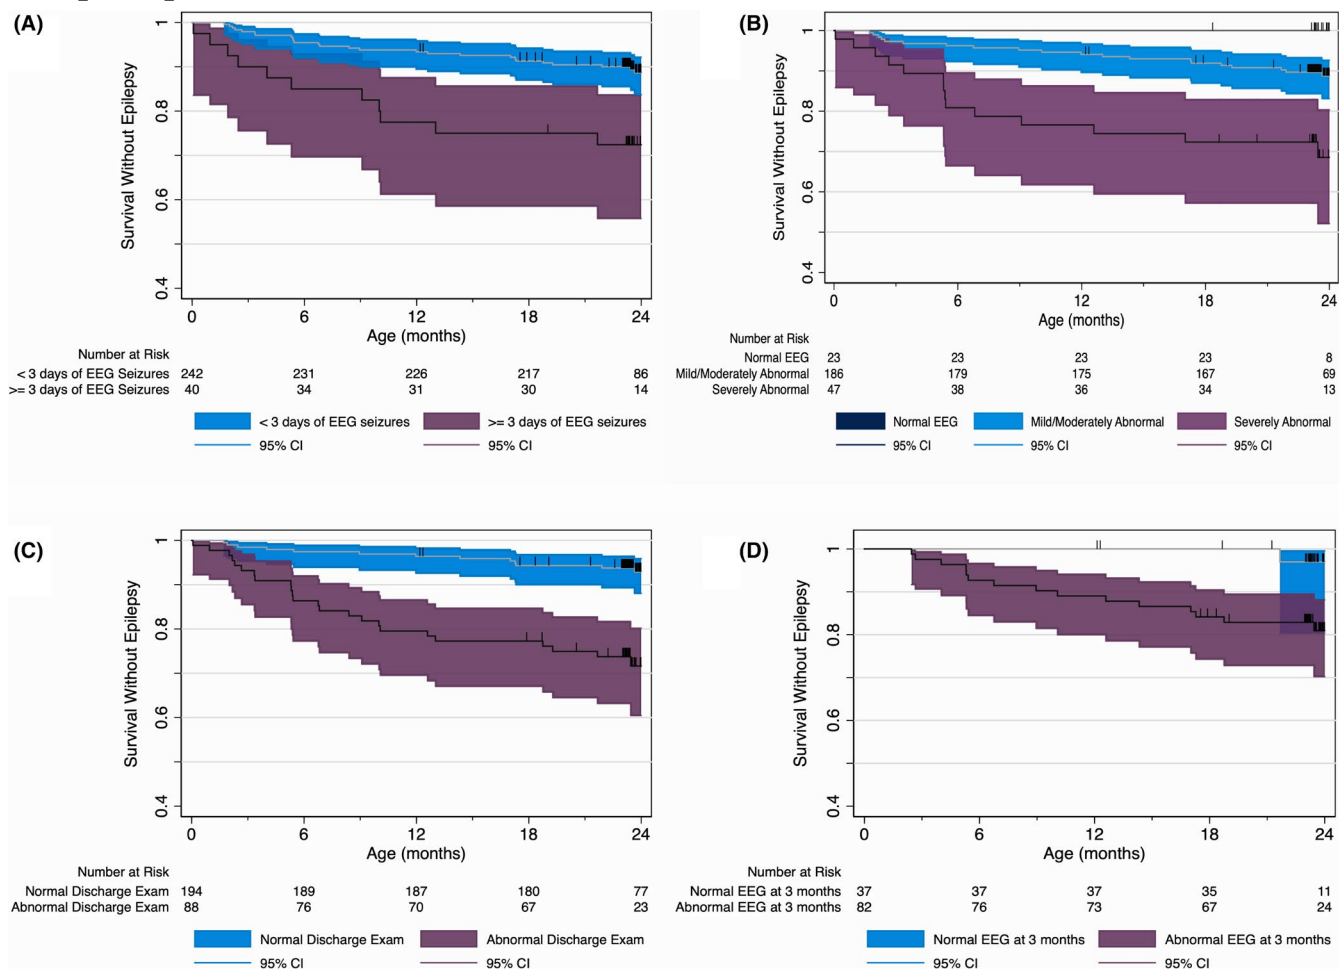 (A)
Survival Without Epilepsy
1
0.8
0.6
0.4
0 6 12 18 24
Age (months)
Number at Risk
< 3 days of EEG Seizures 242 231 226 217 86
>= 3 days of EEG Seizures 40 34 31 30 14
< 3 days of EEG seizures >= 3 days of EEG seizures
95% CI 95% CI
(B)
Survival Without Epilepsy
1
0.8
0.6
0.4
0 6 12 18 24
Age (months)
Number at Risk
Normal EEG 23 23 23 23 8
Mild/Moderately Abnormal 186 179 175 167 69
Severely Abnormal 47 38 36 34 13
Normal EEG Mild/Moderately Abnormal Severely Abnormal
95% CI 95% CI 95% CI
(C)
Survival Without Epilepsy
1
0.8
0.6
0.4
0 6 12 18 24
Age (months)
Number at Risk
Normal Discharge Exam 194 189 187 180 77
Abnormal Discharge Exam 88 76 70 67 23
Normal Discharge Exam Abnormal Discharge Exam
95% CI 95% CI
(D)
Survival Without Epilepsy
1
0.8
0.6
0.4
0 6 12 18 24
Age (months)
Number at Risk
Normal EEG at 3 months 37 37 37 35 11
Abnormal EEG at 3 months 82 76 73 67 24
Normal EEG at 3 months Abnormal EEG at 3 months
95% CI 95% CI